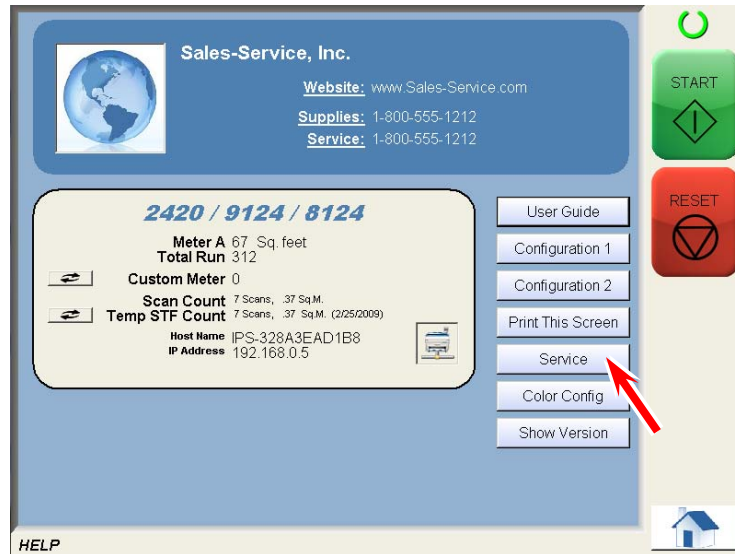 Sales-Service, Inc.
Website: www.Sales-Service.com
Supplies: 1-800-555-1212
Service: 1-800-555-1212
START
RESET
2420 / 9124 / 8124
Meter A 67 Sq. feet
Total Run 312
Custom Meter 0
Scan Count 7 Scans, .37 Sq.M.
Temp STF Count 7 Scans, .37 Sq.M. (2/25/2009)
Host Name IPS-328A3EAD1B8
IP Address 192.168.0.5
User Guide
Configuration 1
Configuration 2
Print This Screen
Service
Color Config
Show Version
HELP